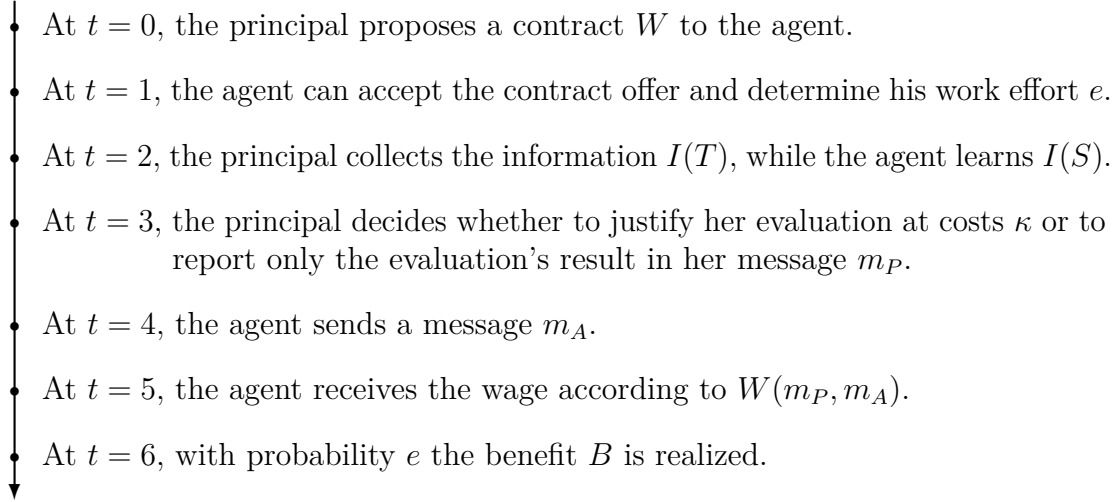 At t = 0, the principal proposes a contract W to the agent.
At t = 1, the agent can accept the contract offer and determine his work effort e.
At t = 2, the principal collects the information I(T), while the agent learns I(S).
At t = 3, the principal decides whether to justify her evaluation at costs κ or to
report only the evaluation's result in her message m_P.
At t = 4, the agent sends a message m_A.
At t = 5, the agent receives the wage according to W(m_P, m_A).
At t = 6, with probability e the benefit B is realized.